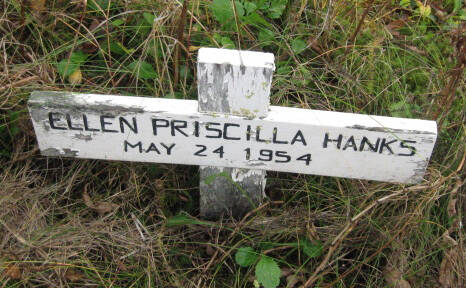 ELLEN PRISCILLA HANKS
MAY 24 1954